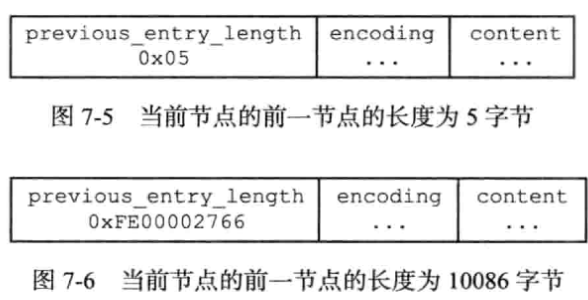 previous_entry_length encoding content
0x05 ... ...
图 7-5 当前节点的前一节点的长度为 5 字节
previous_entry_length encoding content
0xFE00002766 ... ...
图 7-6 当前节点的前一节点的长度为 10086 字节